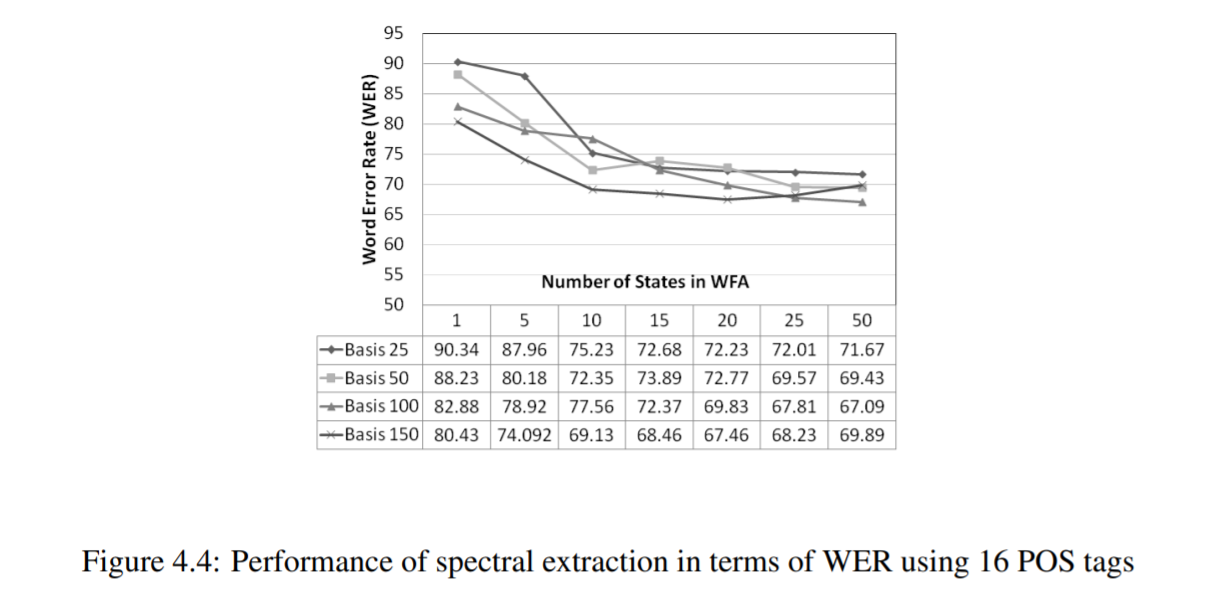 95
90
85
80
75
70
65
60
55
50
Word Error Rate (WER)
Number of States in WFA
1 5 10 15 20 25 50
Basis 25 90.34 87.96 75.23 72.68 72.23 72.01 71.67
Basis 50 88.23 80.18 72.35 73.89 72.77 69.57 69.43
Basis 100 82.88 78.92 77.56 72.37 69.83 67.81 67.09
Basis 150 80.43 74.092 69.13 68.46 67.46 68.23 69.89
Figure 4.4: Performance of spectral extraction in terms of WER using 16 POS tags